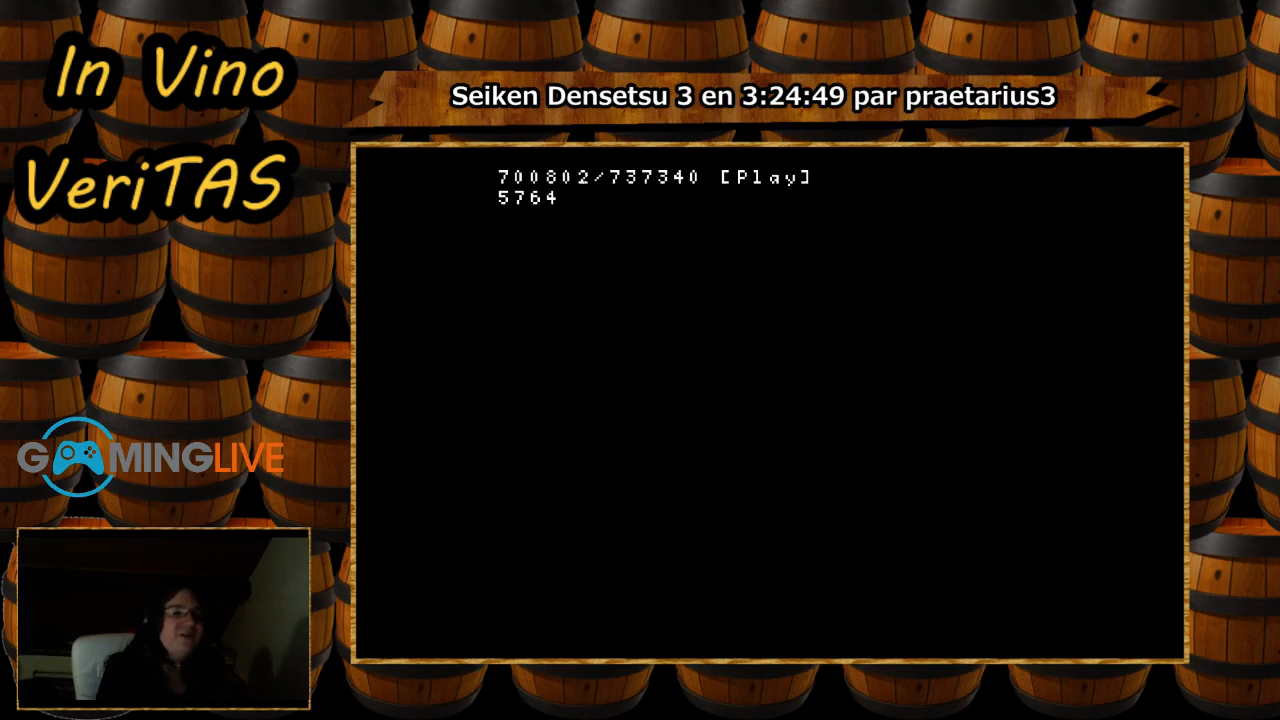 In Vino
VeriTAS
Seiken Densetsu 3 en 3:24:49 par praetarius3
700802/737340 [Play]
5764
GAMINGLIVE